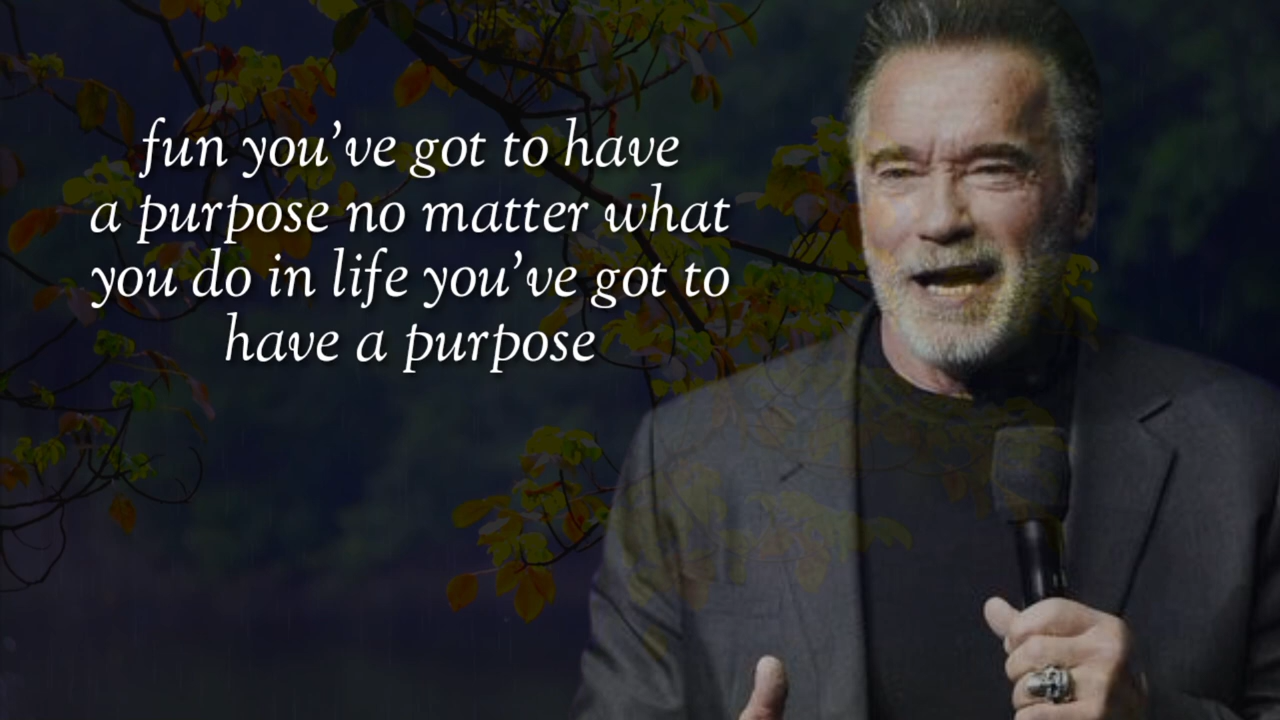 fun you’ve got to have
a purpose no matter what
you do in life you’ve got to
have a purpose